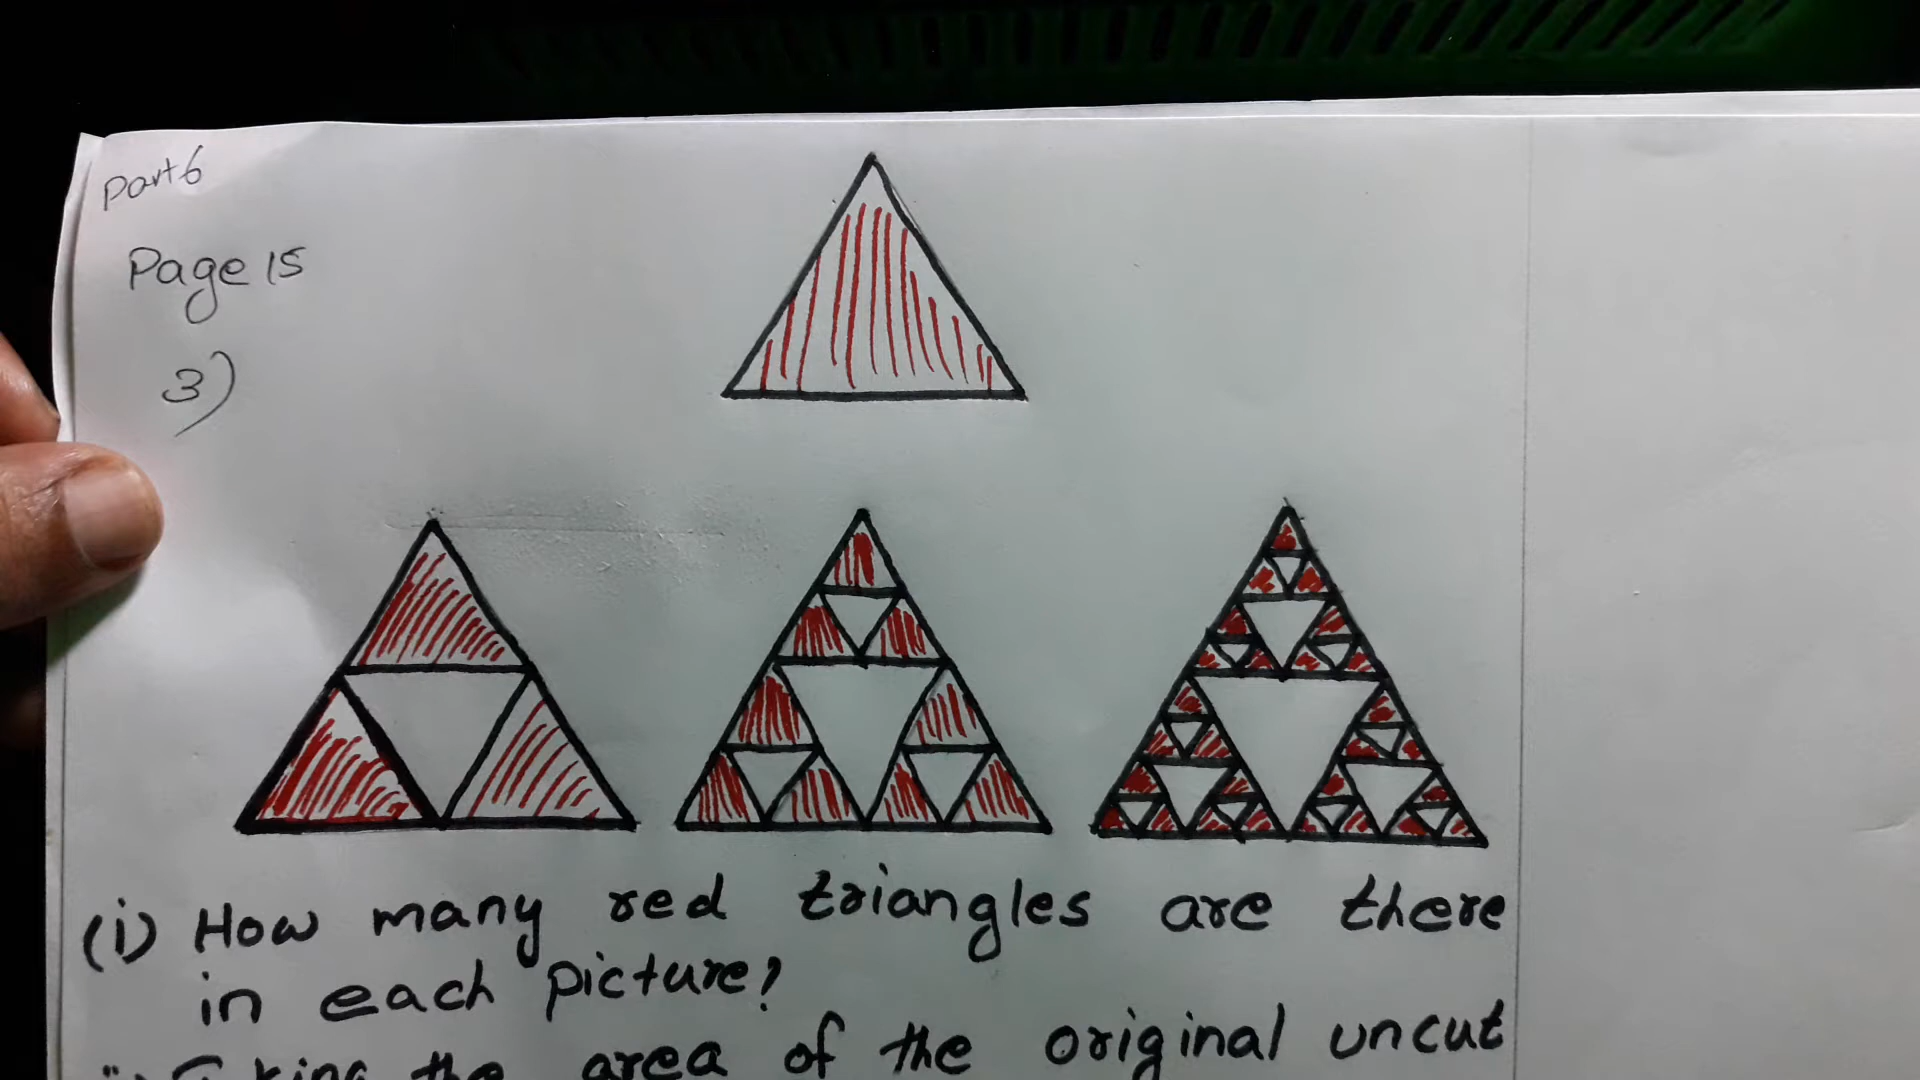 Part 6
Page 15
3)
(i) How many red triangles are there
in each picture?
the area of the original uncut